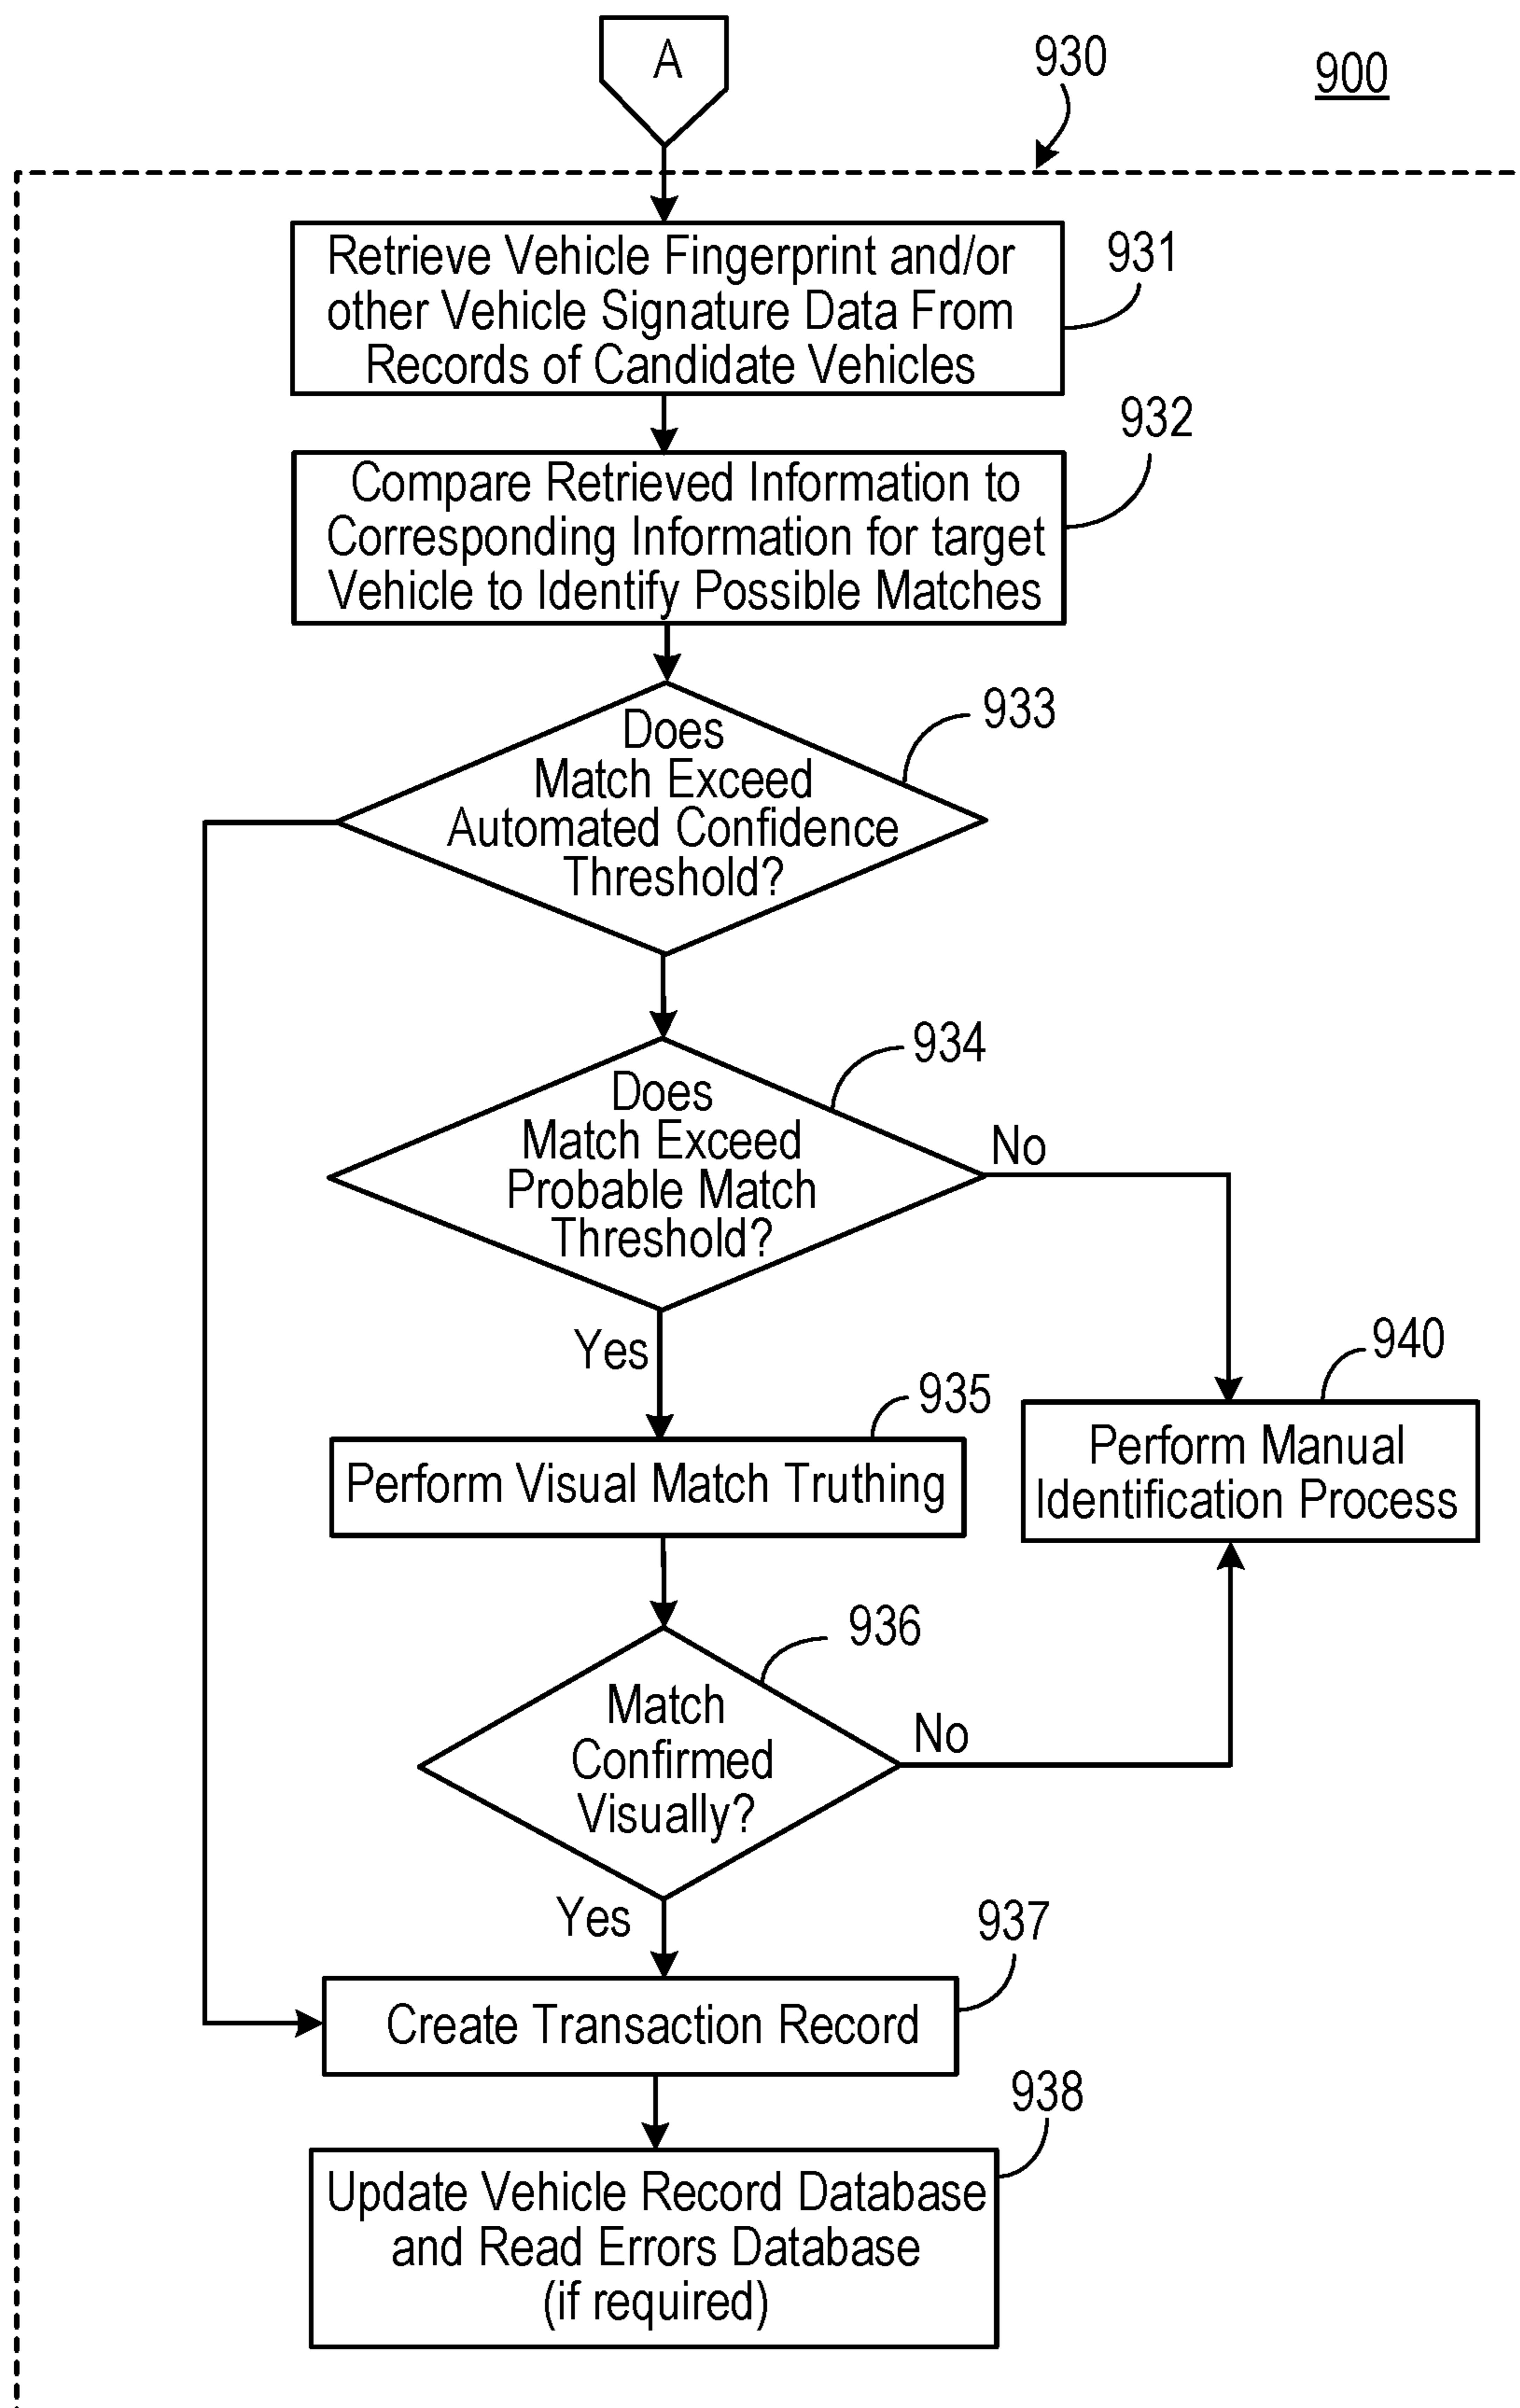 A
930
900
Retrieve Vehicle Fingerprint and/or
other Vehicle Signature Data From
Records of Candidate Vehicles
931
932
Compare Retrieved Information to
Corresponding Information for target
Vehicle to Identify Possible Matches
933
Does
Match Exceed
Automated Confidence
Threshold?
934
Does
Match Exceed
Probable Match
Threshold?
No
Yes
940
935
Perform Manual
Identification Process
Perform Visual Match Truthing
936
Match
Confirmed
Visually?
No
Yes
937
Create Transaction Record
938
Update Vehicle Record Database
and Read Errors Database
(if required)